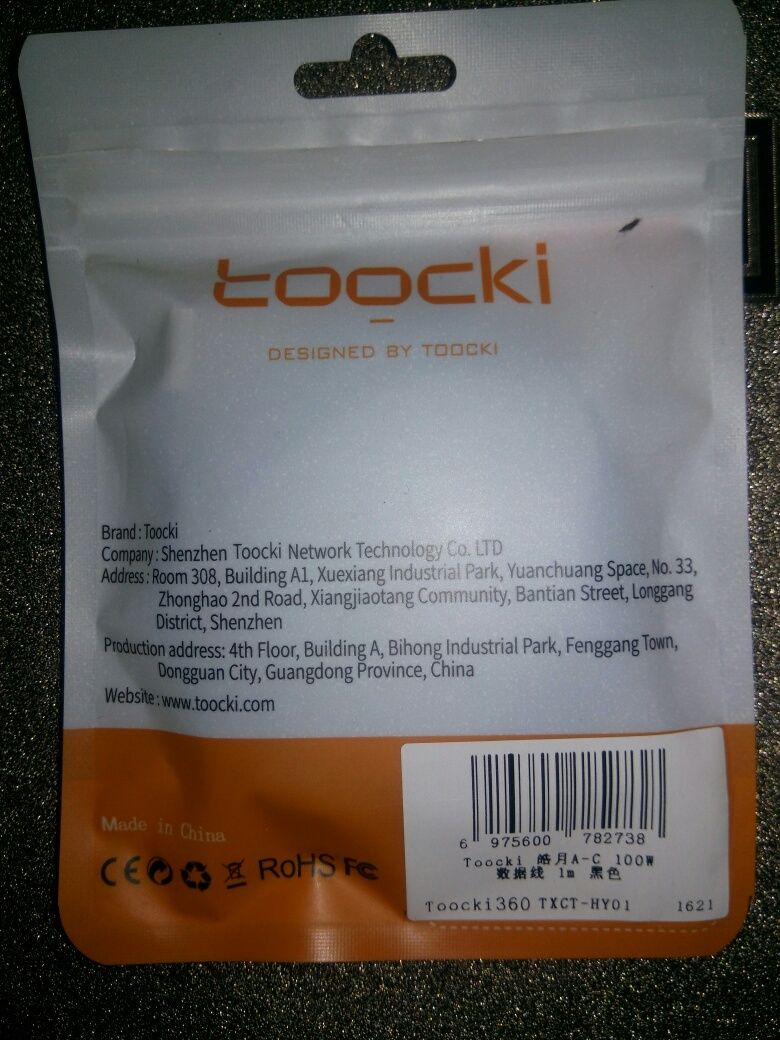 toocki
DESIGNED BY TOOCKI
Brand : Toocki
Company : Shenzhen Toocki Network Technology Co. LTD
Address : Room 308, Building A1, Xuexiang Industrial Park, Yuanchuang Space, No. 33,
Zhonghao 2nd Road, Xiangjiaotang Community, Bantian Street, Longgang
District, Shenzhen
Production address: 4th Floor, Building A, Bihong Industrial Park, Fenggang Town,
Dongguan City, Guangdong Province, China
Website : www.toocki.com
Made in China
CE RoHS FC
6 975600 782738
Toocki 皓月A-C 100W
数据线 1m 黑色
Toocki360 TXCT-HY01 1621